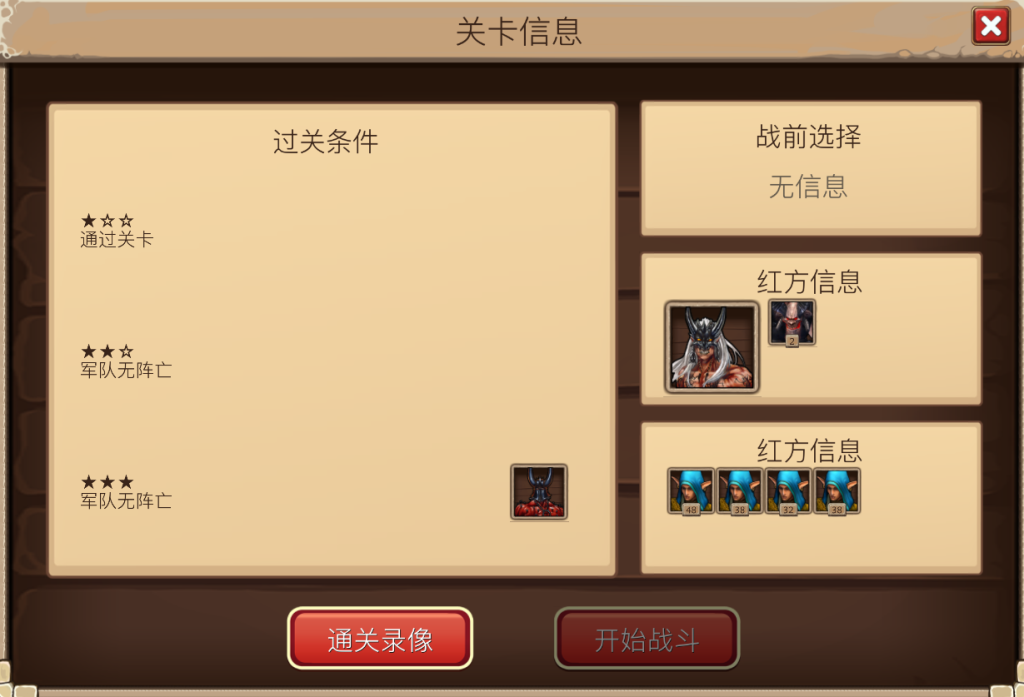 关卡信息
过关条件
★☆☆
通过关卡
★★☆
军队无阵亡
★★★
军队无阵亡
战前选择
无信息
红方信息
2
红方信息
48 38 32 38
通关录像
开始战斗